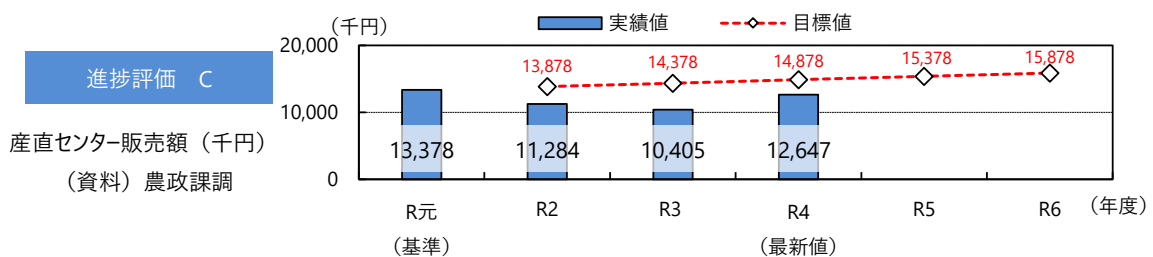 進捗評価　C
産直センター販売額（千円）
（資料）農政課調
（千円）
実績値
目標値
20,000
10,000
0
13,878
14,378
14,878
15,378
15,878
13,378
11,284
10,405
12,647
R元
R2
R3
R4
R5
R6
（年度）
（基準）
（最新値）